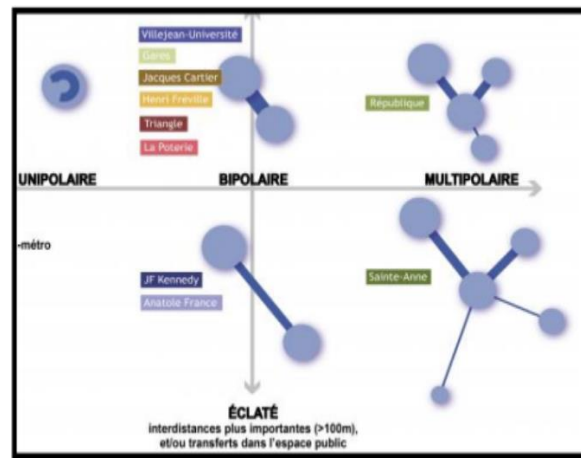 Villejean-Université
Gares
Jacques Cartier
Henri Fréville
Triangle
La Poterie
République
UNIPOLAIRE
BIPOLAIRE
MULTIPOLAIRE
-métro
JF Kennedy
Anatole France
Sainte-Anne
ÉCLATÉ
interdistances plus importantes (>100m),
et/ou transferts dans l'espace public